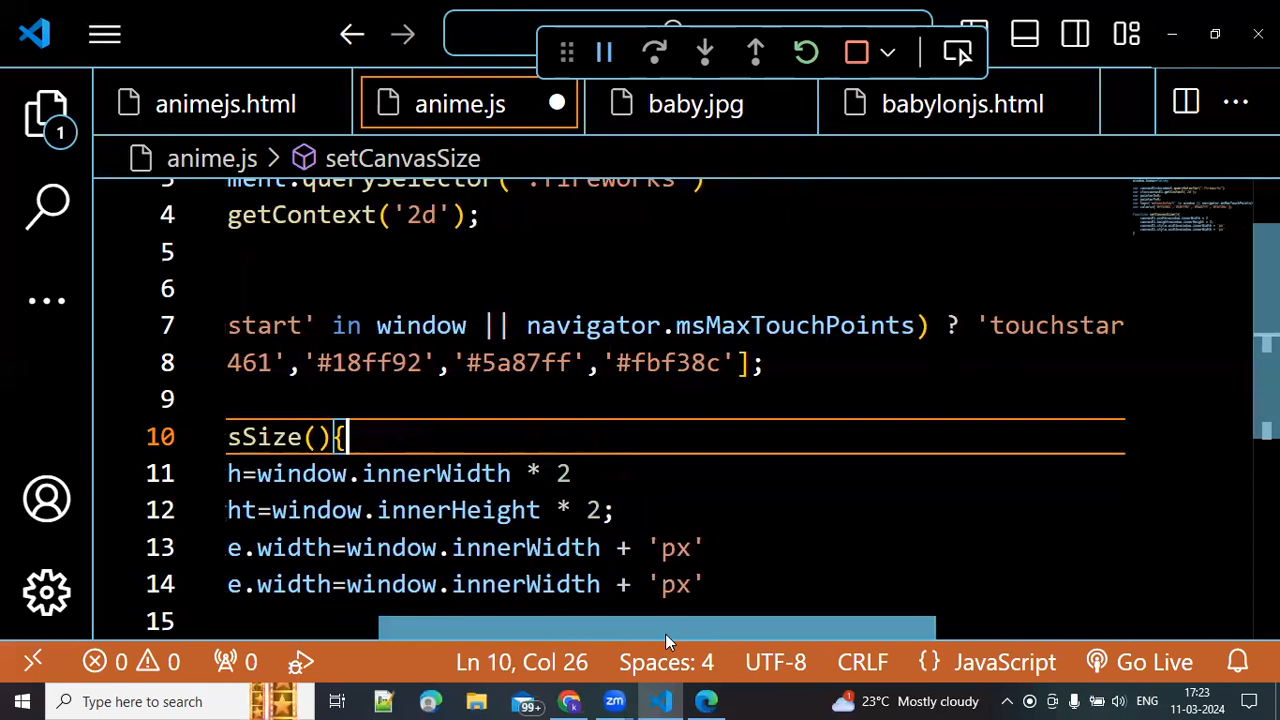 animejs.html
anime.js
baby.jpg
babylonjs.html
anime.js > setCanvasSize
1
ment.querySelector('.fireworks')
4 getContext('2d');
5
6
7 start' in window || navigator.msMaxTouchPoints) ? 'touchstar
8 461','#18ff92','#5a87ff','#fbf38c'];
9
10 sSize(){
11 h=window.innerWidth * 2
12 ht=window.innerHeight * 2;
13 e.width=window.innerWidth + 'px'
14 e.width=window.innerWidth + 'px'
15
0 0 0 Ln 10, Col 26 Spaces: 4 UTF-8 CRLF {} JavaScript Go Live
Type here to search
99+
zm
23°C Mostly cloudy
ENG
17:23
11-03-2024